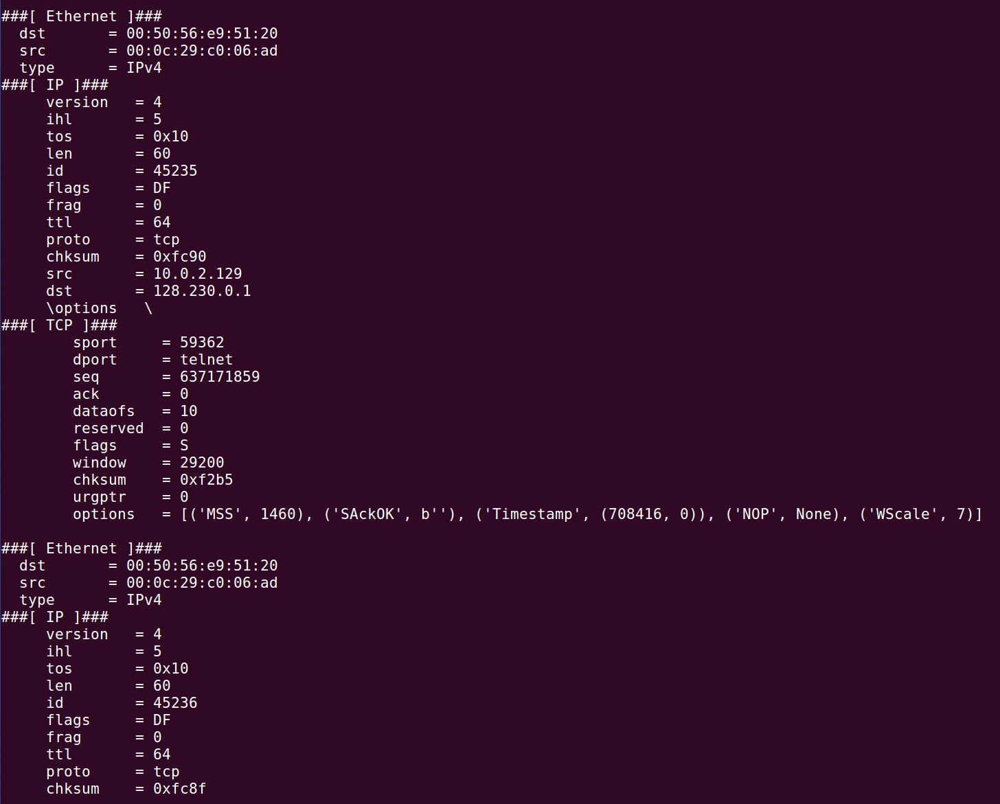 ###[ Ethernet ]###
  dst       = 00:50:56:e9:51:20
  src       = 00:0c:29:c0:06:ad
  type      = IPv4
###[ IP ]###
     version   = 4
     ihl       = 5
     tos       = 0x10
     len       = 60
     id        = 45235
     flags     = DF
     frag      = 0
     ttl       = 64
     proto     = tcp
     chksum    = 0xfc90
     src       = 10.0.2.129
     dst       = 128.230.0.1
     \options   \
###[ TCP ]###
        sport     = 59362
        dport     = telnet
        seq       = 637171859
        ack       = 0
        dataofs   = 10
        reserved  = 0
        flags     = S
        window    = 29200
        chksum    = 0xf2b5
        urgptr    = 0
        options   = [('MSS', 1460), ('SAckOK', b''), ('Timestamp', (708416, 0)), ('NOP', None), ('WScale', 7)]

###[ Ethernet ]###
  dst       = 00:50:56:e9:51:20
  src       = 00:0c:29:c0:06:ad
  type      = IPv4
###[ IP ]###
     version   = 4
     ihl       = 5
     tos       = 0x10
     len       = 60
     id        = 45236
     flags     = DF
     frag      = 0
     ttl       = 64
     proto     = tcp
     chksum    = 0xfc8f